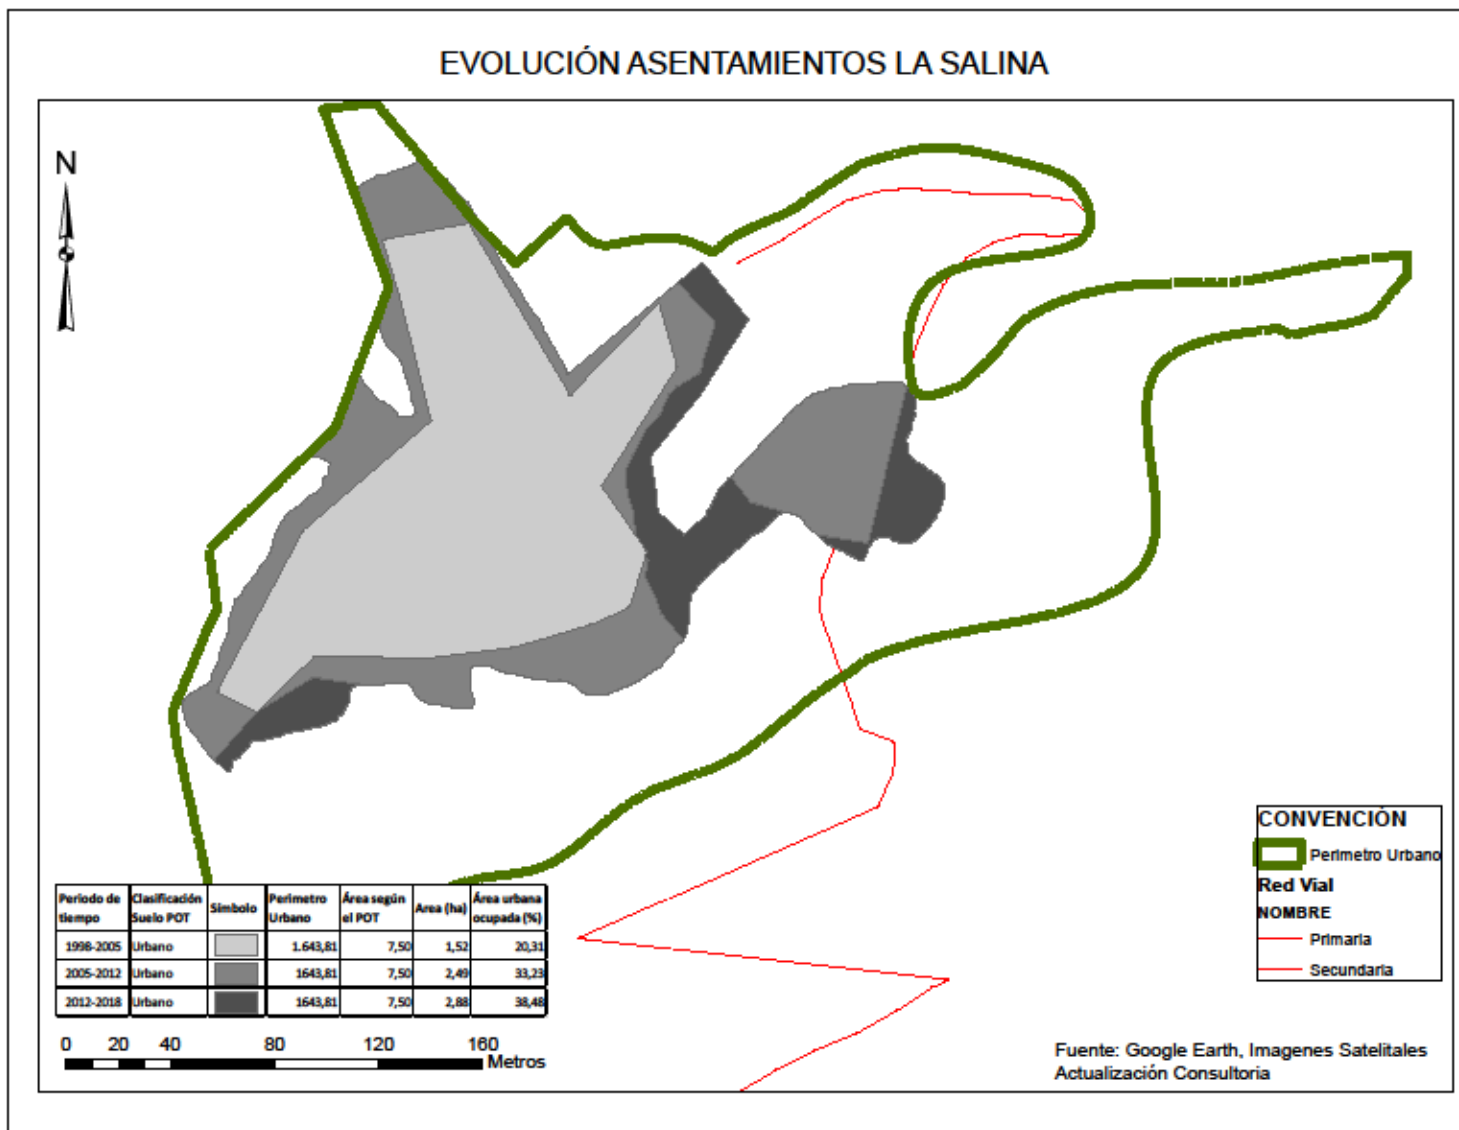 EVOLUCIÓN ASENTAMIENTOS LA SALINA
N
CONVENCIÓN
Perimetro Urbano
Red Vial
NOMBRE
Primaria
Secundaria
Periodo de tiempo Clasificación Suelo POT Simbolo Perimetro Urbano Área según el POT Area (ha) Área urbana ocupada (%)
1998-2005 Urbano 1.643,81 7,50 1,52 20,31
2005-2012 Urbano 1643,81 7,50 2,49 33,23
2012-2018 Urbano 1643,81 7,50 2,88 38,48
0 20 40 80 120 160
Metros
Fuente: Google Earth, Imagenes Satelitales
Actualización Consultoria